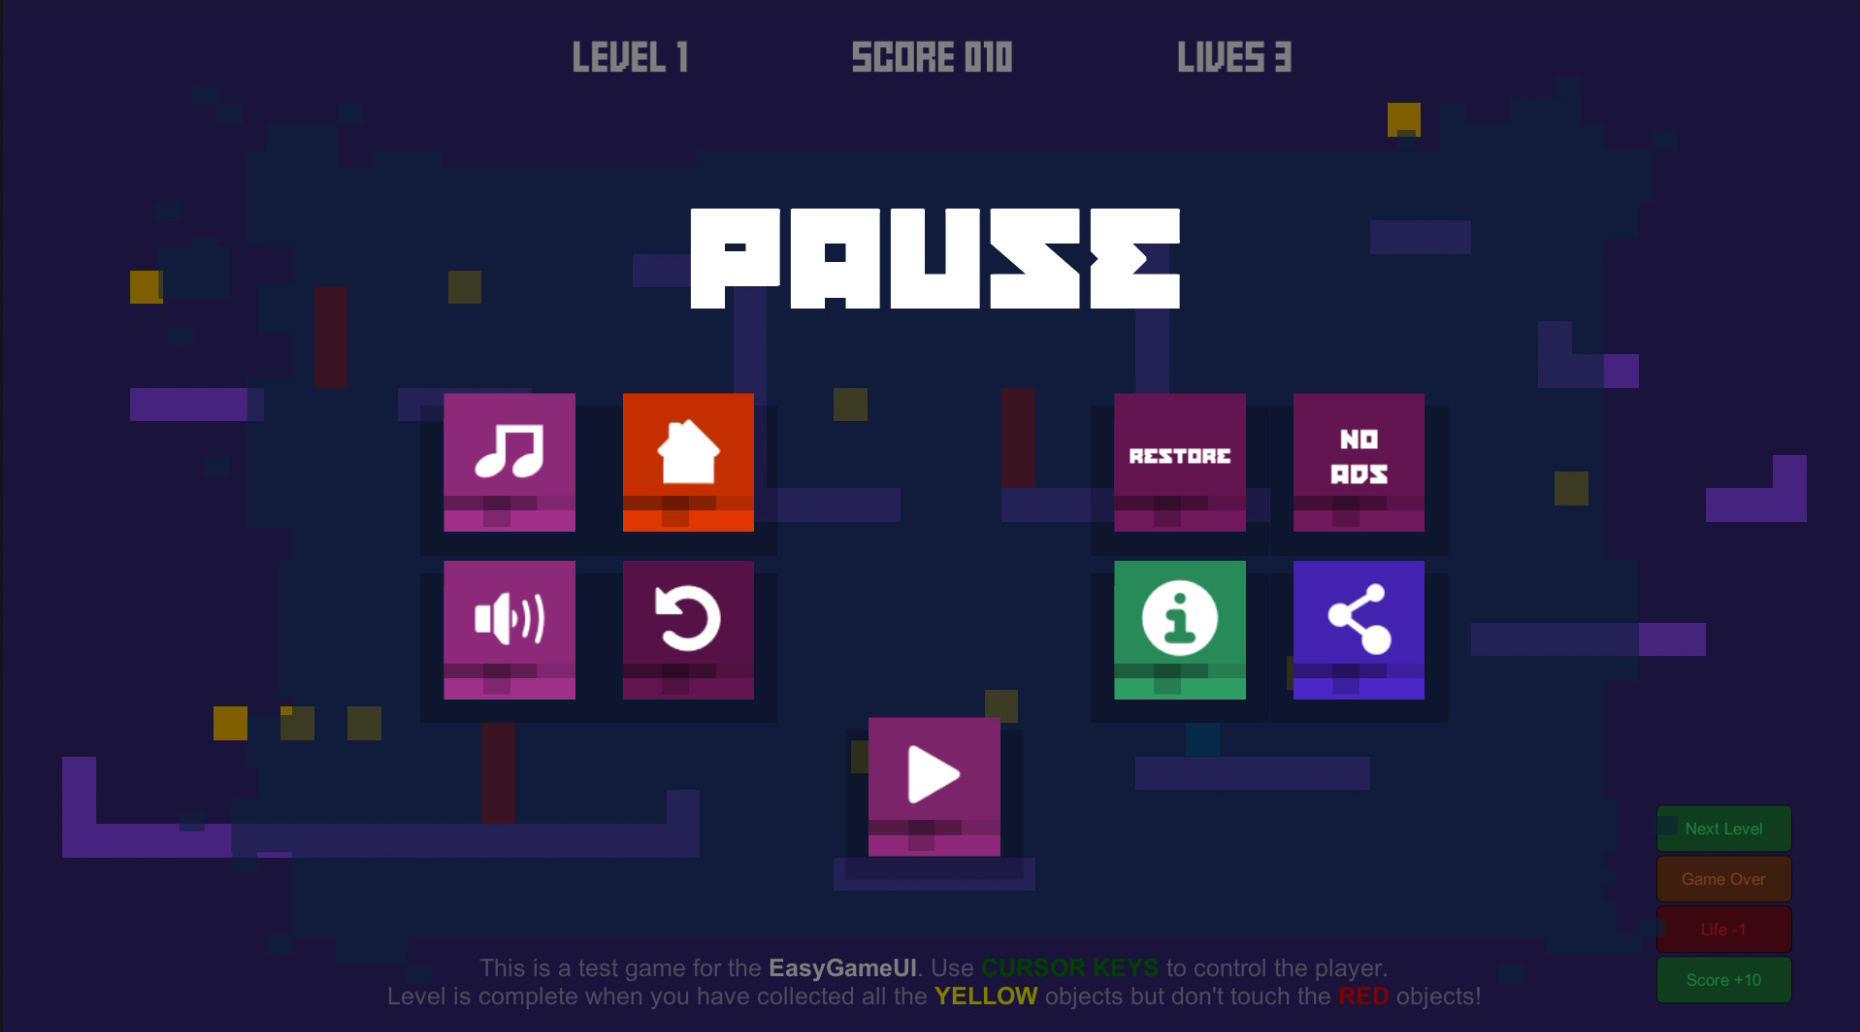 LEVEL 1 SCORE 010 LIVES 3
PAUSE
RESTORE
NO
ADS
Next Level
Game Over
Life -1
Score +10
This is a test game for the EasyGameUI. Use CURSOR KEYS to control the player.
Level is complete when you have collected all the YELLOW objects but don't touch the RED objects!